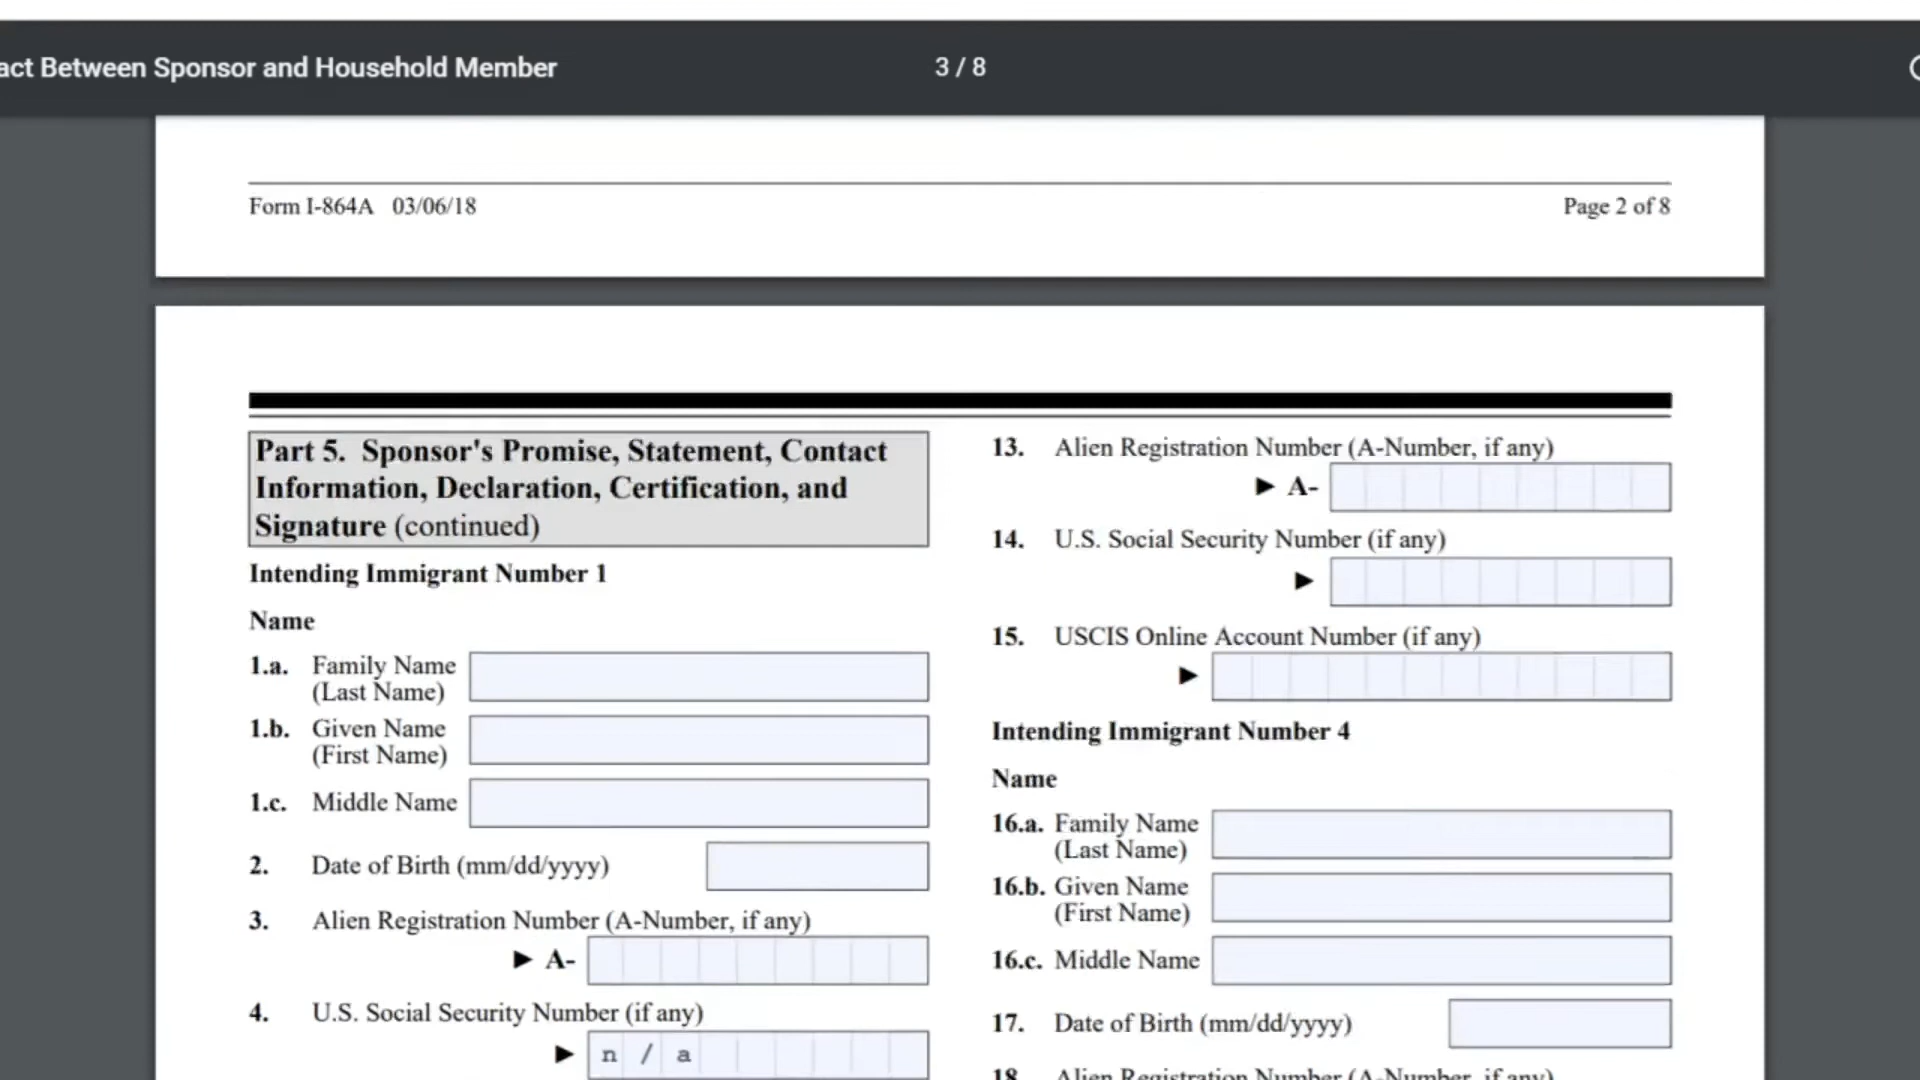 act Between Sponsor and Household Member
3 / 8
Form I-864A 03/06/18
Page 2 of 8
Part 5. Sponsor's Promise, Statement, Contact
Information, Declaration, Certification, and
Signature (continued)
Intending Immigrant Number 1
Name
1.a. Family Name
(Last Name)
1.b. Given Name
(First Name)
1.c. Middle Name
2. Date of Birth (mm/dd/yyyy)
3. Alien Registration Number (A-Number, if any)
► A-
4. U.S. Social Security Number (if any)
► n / a
13. Alien Registration Number (A-Number, if any)
► A-
14. U.S. Social Security Number (if any)
►
15. USCIS Online Account Number (if any)
►
Intending Immigrant Number 4
Name
16.a. Family Name
(Last Name)
16.b. Given Name
(First Name)
16.c. Middle Name
17. Date of Birth (mm/dd/yyyy)
18. Alien Registration Number (A-Number, if any)